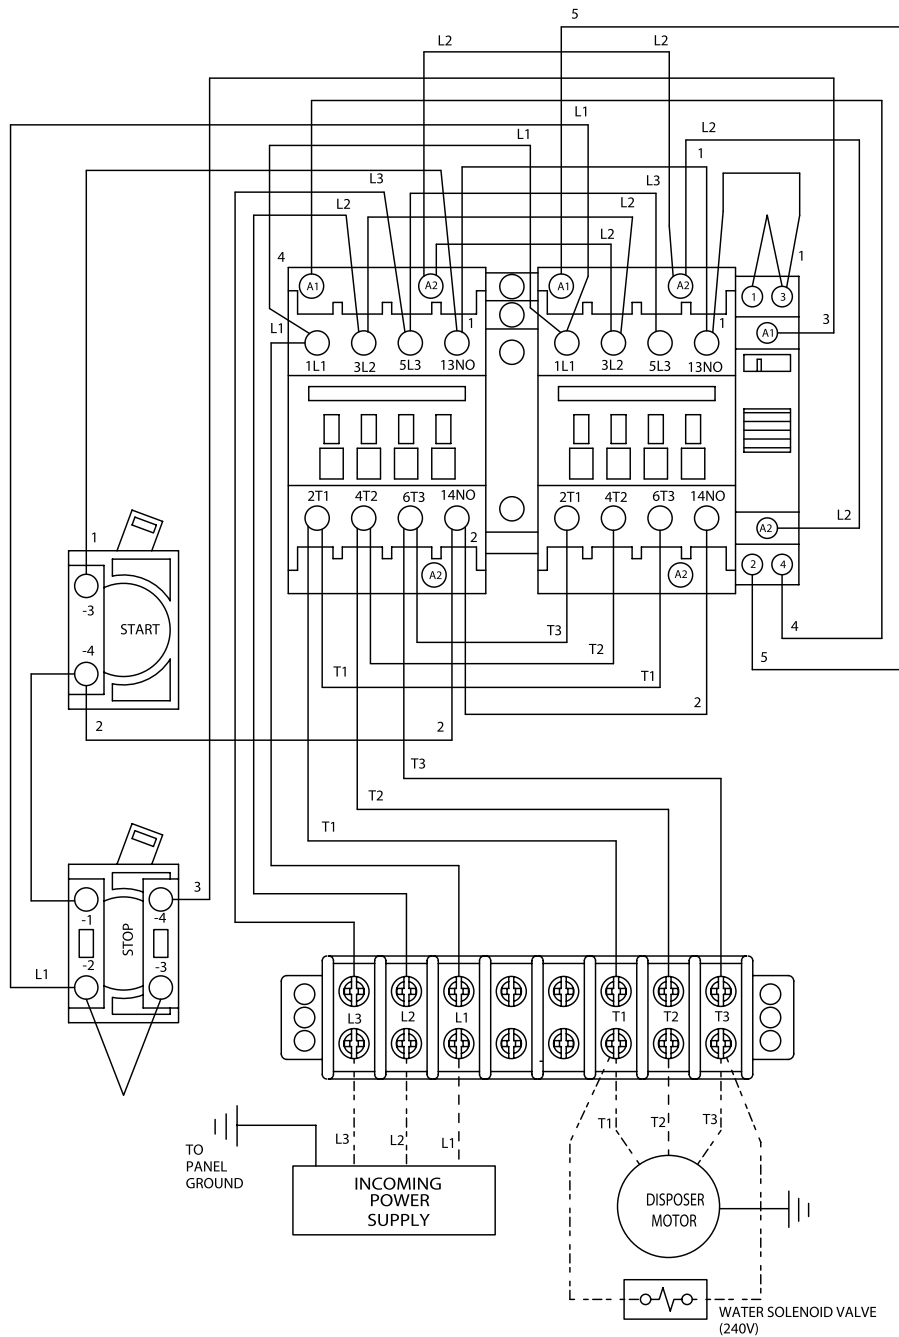 5
L2
L2
L1
L1
L2
1
L3
L3
L2
L2
L2
4
1
A1
A2
A1
A2
1
3
3
L1
1
1
A1
1L1
3L2
5L3
13NO
1L1
3L2
5L3
13NO
2T1
4T2
6T3
14NO
2T1
4T2
6T3
14NO
L2
A2
1
2
A2
A2
2
4
-3
START
T3
4
-4
T2
5
T1
T1
2
2
2
T3
T2
T1
3
-1
-4
STOP
-2
-3
L1
L3
L2
L1
T1
T2
T3
T1
T2
T3
L3
L2
L1
TO
PANEL
GROUND
INCOMING
POWER
SUPPLY
DISPOSER
MOTOR
WATER SOLENOID VALVE
(240V)